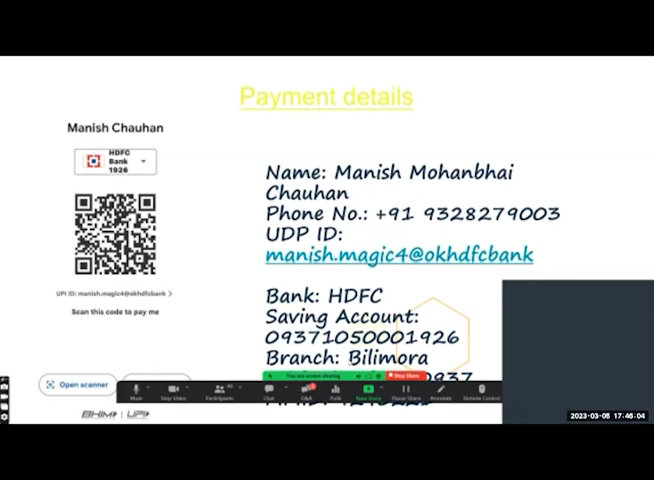 Payment details
Manish Chauhan
HDFC
Bank
1926
UPI ID: manish.magic4@okhdfcbank
Scan this code to pay me
Open scanner
BHIM | UPI
Name: Manish Mohanbhai
Chauhan
Phone No.: +91 9328279003
UDP ID:
manish.magic4@okhdfcbank
Bank: HDFC
Saving Account:
09371050001926
Branch: Bilimora
0937
You are screen sharing
Stop Share
Mute
Stop Video
Participants
Chat
Q&A
Polls
New Share
Pause Share
Annotate
Remote Control
2023-03-06 17:46:04